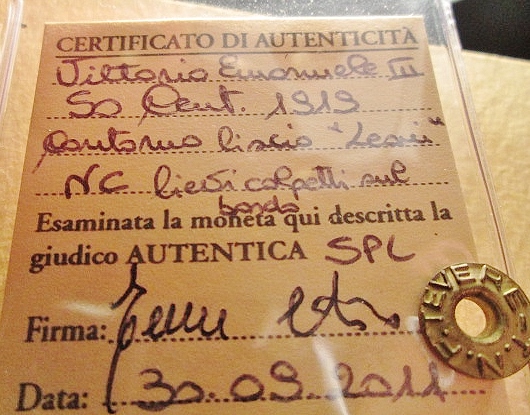 CERTIFICATO DI AUTENTICITÀ
Vittorio Emanuele III
50 Cent. 1919
Contorno liscio "Leoni"
NC lievi colpetti sul
bordo
Esaminata la moneta qui descritta la
giudico AUTENTICA SPL
Firma:
Data: 30.09.2011
TEVERE